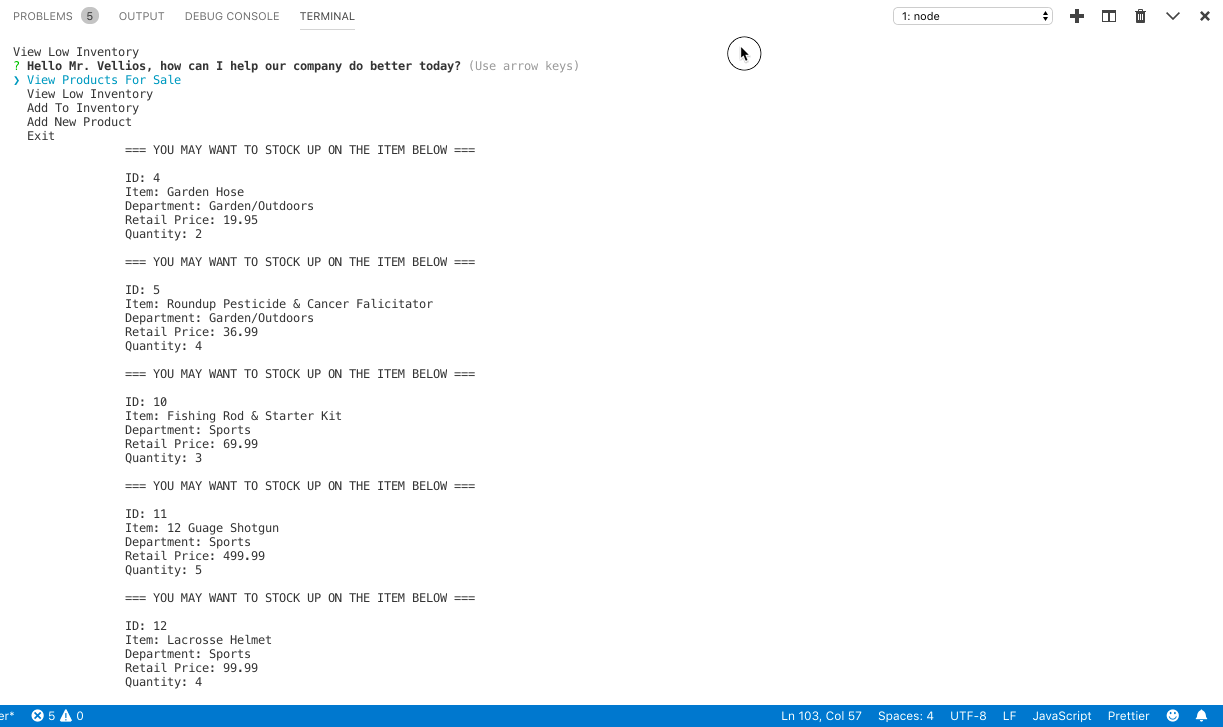 PROBLEMS 5 OUTPUT DEBUG CONSOLE TERMINAL 1: node
View Low Inventory
? Hello Mr. Vellios, how can I help our company do better today? (Use arrow keys)
❯ View Products For Sale
View Low Inventory
Add To Inventory
Add New Product
Exit
=== YOU MAY WANT TO STOCK UP ON THE ITEM BELOW ===
ID: 4
Item: Garden Hose
Department: Garden/Outdoors
Retail Price: 19.95
Quantity: 2
=== YOU MAY WANT TO STOCK UP ON THE ITEM BELOW ===
ID: 5
Item: Roundup Pesticide & Cancer Falicitator
Department: Garden/Outdoors
Retail Price: 36.99
Quantity: 4
=== YOU MAY WANT TO STOCK UP ON THE ITEM BELOW ===
ID: 10
Item: Fishing Rod & Starter Kit
Department: Sports
Retail Price: 69.99
Quantity: 3
=== YOU MAY WANT TO STOCK UP ON THE ITEM BELOW ===
ID: 11
Item: 12 Guage Shotgun
Department: Sports
Retail Price: 499.99
Quantity: 5
=== YOU MAY WANT TO STOCK UP ON THE ITEM BELOW ===
ID: 12
Item: Lacrosse Helmet
Department: Sports
Retail Price: 99.99
Quantity: 4
er* 5 0 Ln 103, Col 57 Spaces: 4 UTF-8 LF JavaScript Prettier